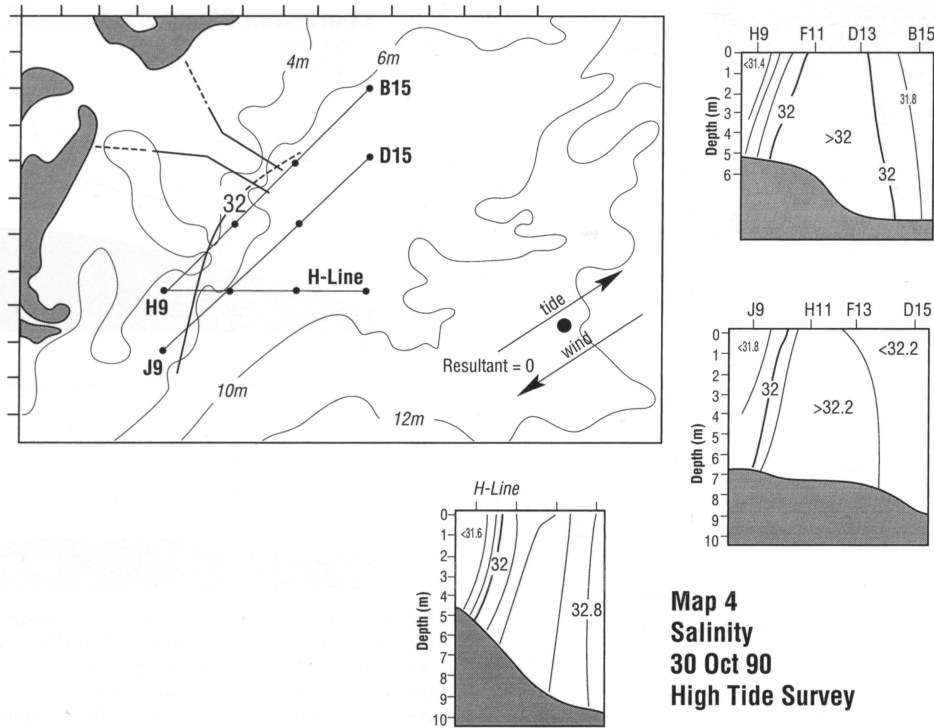 4m
6m
B15
D15
32
H-Line
H9
J9
tide
wind
Resultant = 0
10m
12m
H9 F11 D13 B15
<31.4
31.8
32
>32
32
Depth (m)
0
1
2
3
4
5
6
J9 H11 F13 D15
<31.8
<32.2
32
>32.2
Depth (m)
0
1
2
3
4
5
6
7
8
9
10
H-Line
<31.6
32
32.8
Depth (m)
0
1
2
3
4
5
6
7
8
9
10
Map 4
Salinity
30 Oct 90
High Tide Survey